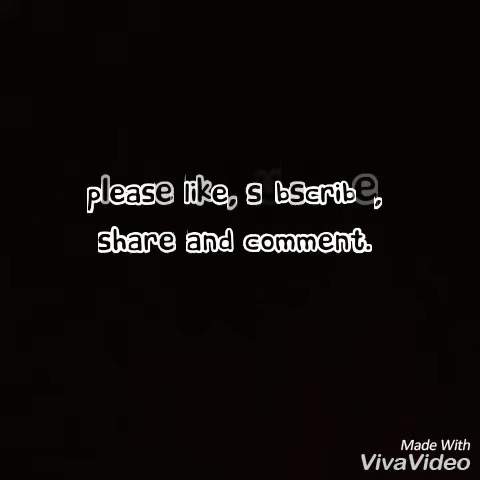 please like, s bscribe,
share and comment.
Made With
VivaVideo